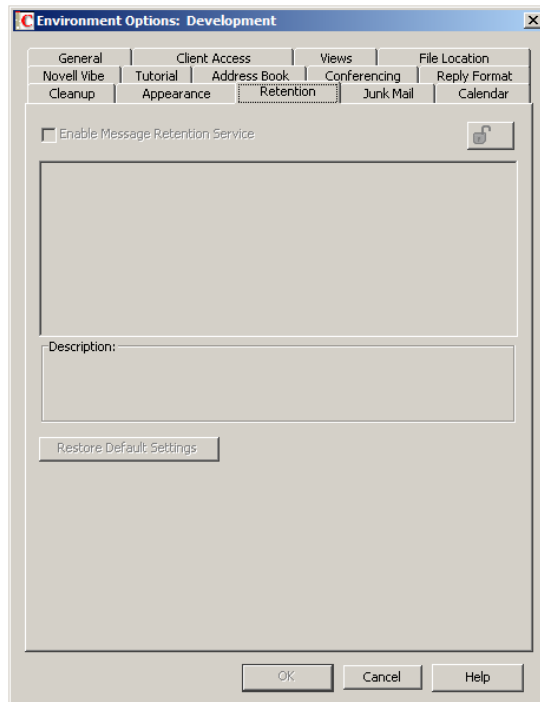 Environment Options: Development
General Client Access Views File Location
Novell Vibe Tutorial Address Book Conferencing Reply Format
Cleanup Appearance Retention Junk Mail Calendar
Enable Message Retention Service
Description:
Restore Default Settings
OK Cancel Help